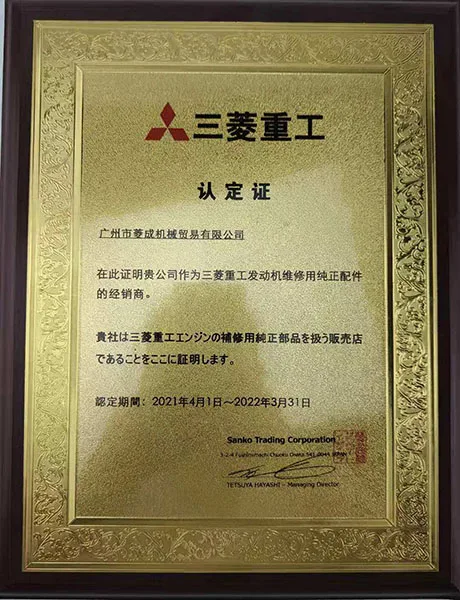 三菱重工
认定证
广州市菱成机械贸易有限公司
在此证明贵公司作为三菱重工发动机维修用纯正配件
的经销商。
貴社は三菱重工エンジンの補修用純正部品を扱う販売店
であることをここに証明します。
認定期間：2021年4月1日～2022年3月31日
Sanko Trading Corporation
Chuoku Osaka 541-0044 JAPAN
TETSUYA HAYASHI - Managing Director